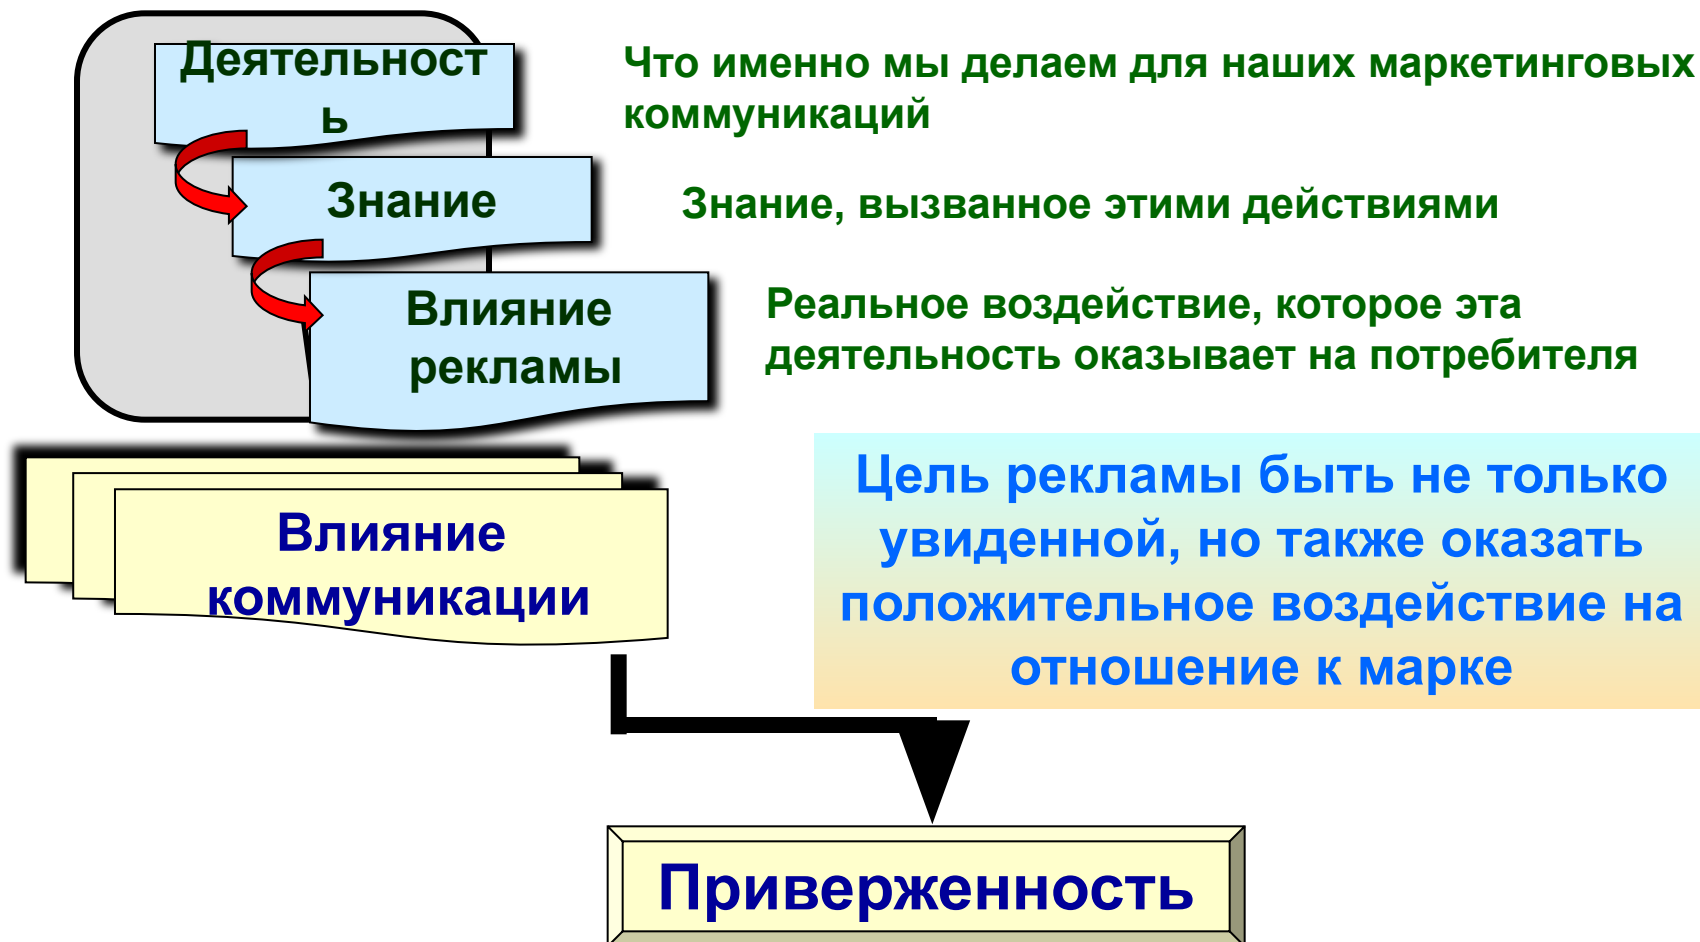 Деятельност
ь
Что именно мы делаем для наших маркетинговых
коммуникаций
Знание
Знание, вызванное этими действиями
Влияние
рекламы
Реальное воздействие, которое эта
деятельность оказывает на потребителя
Влияние
коммуникации
Цель рекламы быть не только
увиденной, но также оказать
положительное воздействие на
отношение к марке
Приверженность